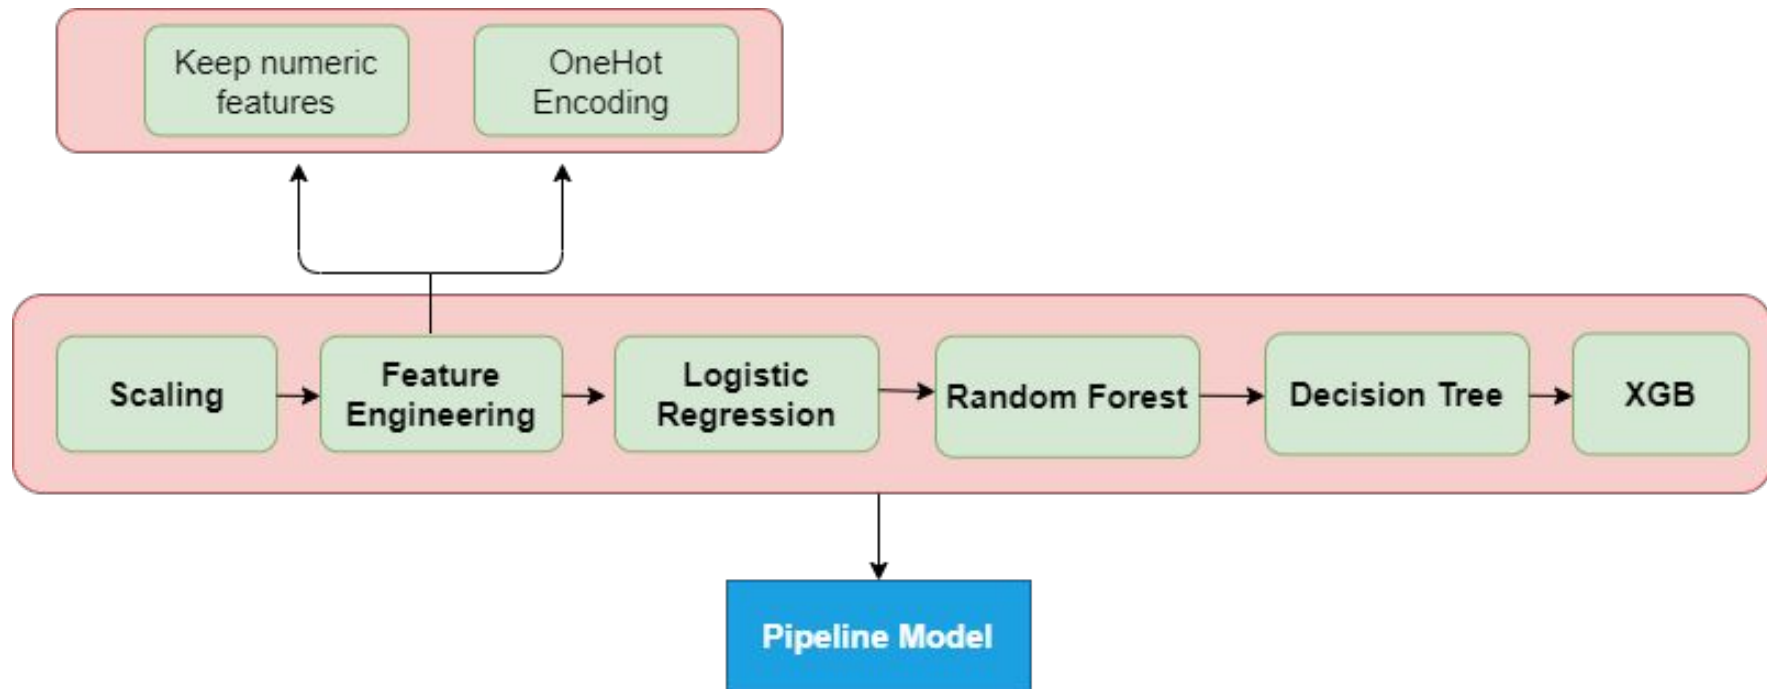 Keep numeric
features
OneHot
Encoding
Scaling
Feature
Engineering
Logistic
Regression
Random Forest
Decision Tree
XGB
Pipeline Model